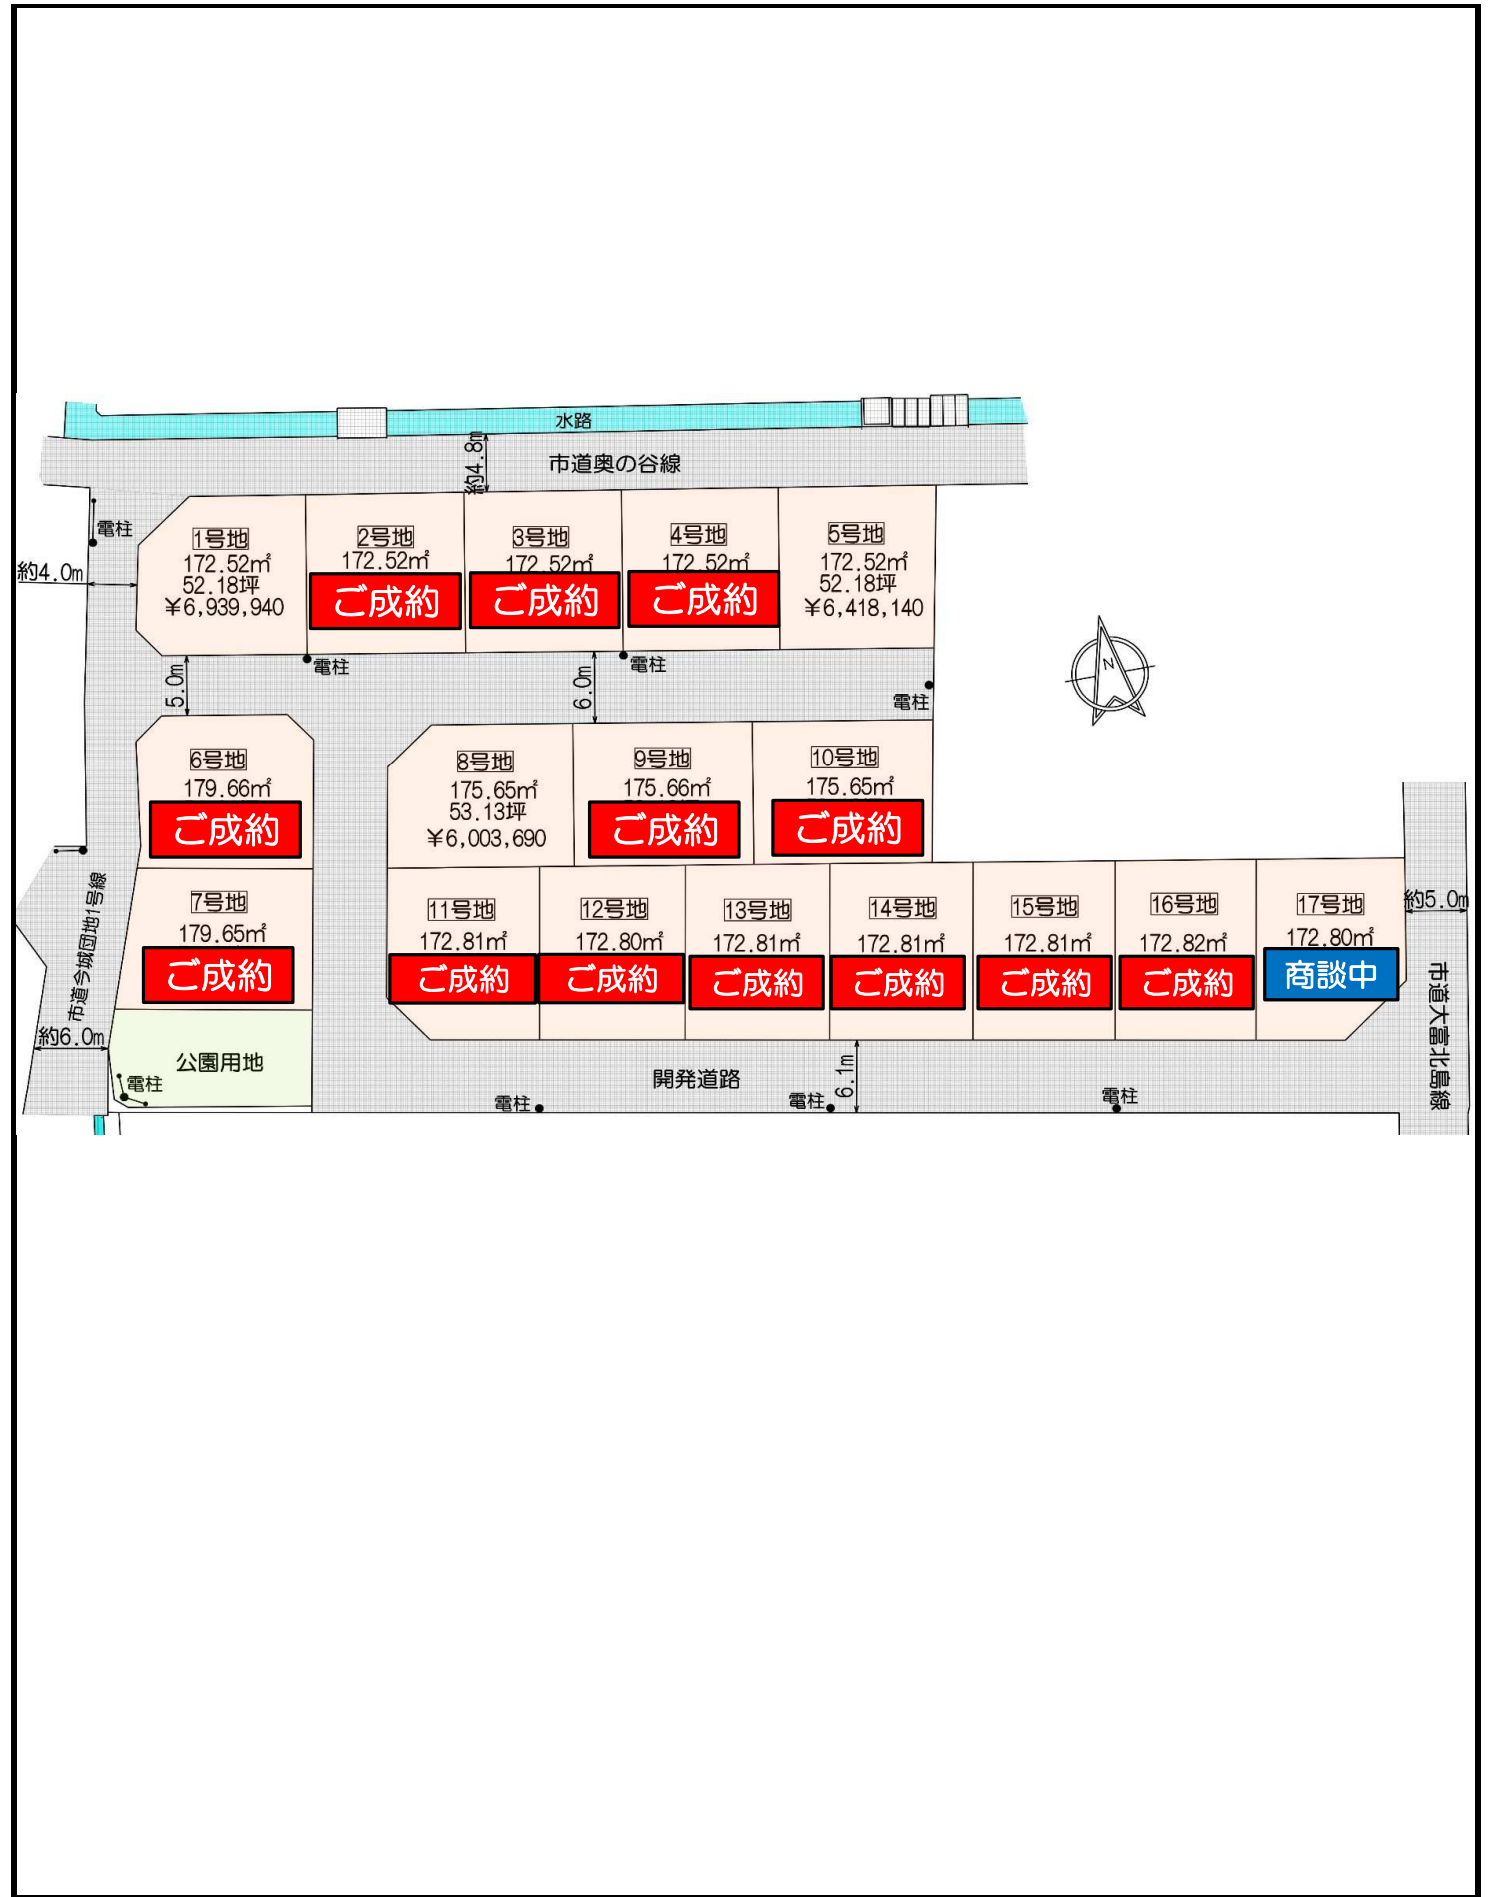 水路
約4.8m
市道奥の谷線
電柱
約4.0m
1号地
172.52㎡
52.18坪
¥6,939,940
2号地
172.52㎡
ご成約
3号地
172.52㎡
ご成約
4号地
172.52㎡
ご成約
5号地
172.52㎡
52.18坪
¥6,418,140
電柱
電柱
電柱
5.0m
6.0m
N
6号地
179.66㎡
ご成約
7号地
179.65㎡
ご成約
8号地
175.65㎡
53.13坪
¥6,003,690
9号地
175.66㎡
ご成約
10号地
175.65㎡
ご成約
11号地
172.81㎡
ご成約
12号地
172.80㎡
ご成約
13号地
172.81㎡
ご成約
14号地
172.81㎡
ご成約
15号地
172.81㎡
ご成約
16号地
172.82㎡
ご成約
17号地
172.80㎡
商談中
約5.0m
市道大富北島線
市道今城団地1号線
約6.0m
公園用地
電柱
開発道路
6.1m
電柱
電柱
電柱